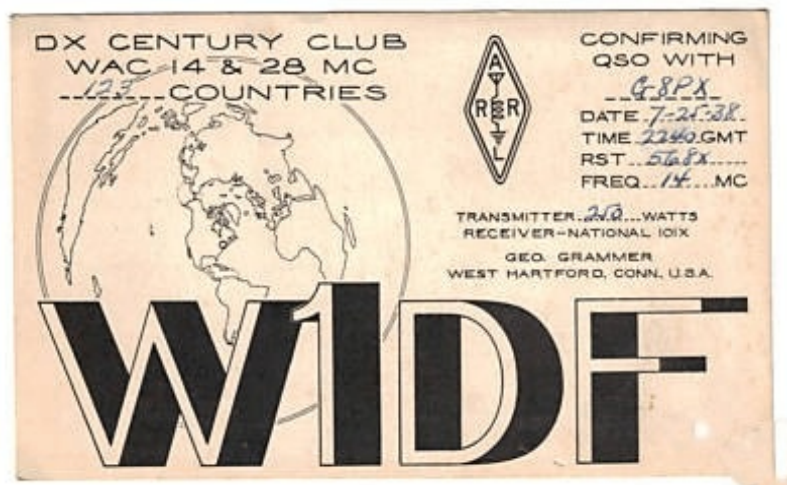 DX CENTURY CLUB
WAC 14 & 28 MC
123 COUNTRIES
A
R R
L
CONFIRMING
QSO WITH
G8PX
DATE 7-25-38
TIME 2240 GMT
RST 568X
FREQ. 14 MC
TRANSMITTER 250 WATTS
RECEIVER-NATIONAL 101X
GEO. GRAMMER
WEST HARTFORD, CONN., U.S.A.
W1DF